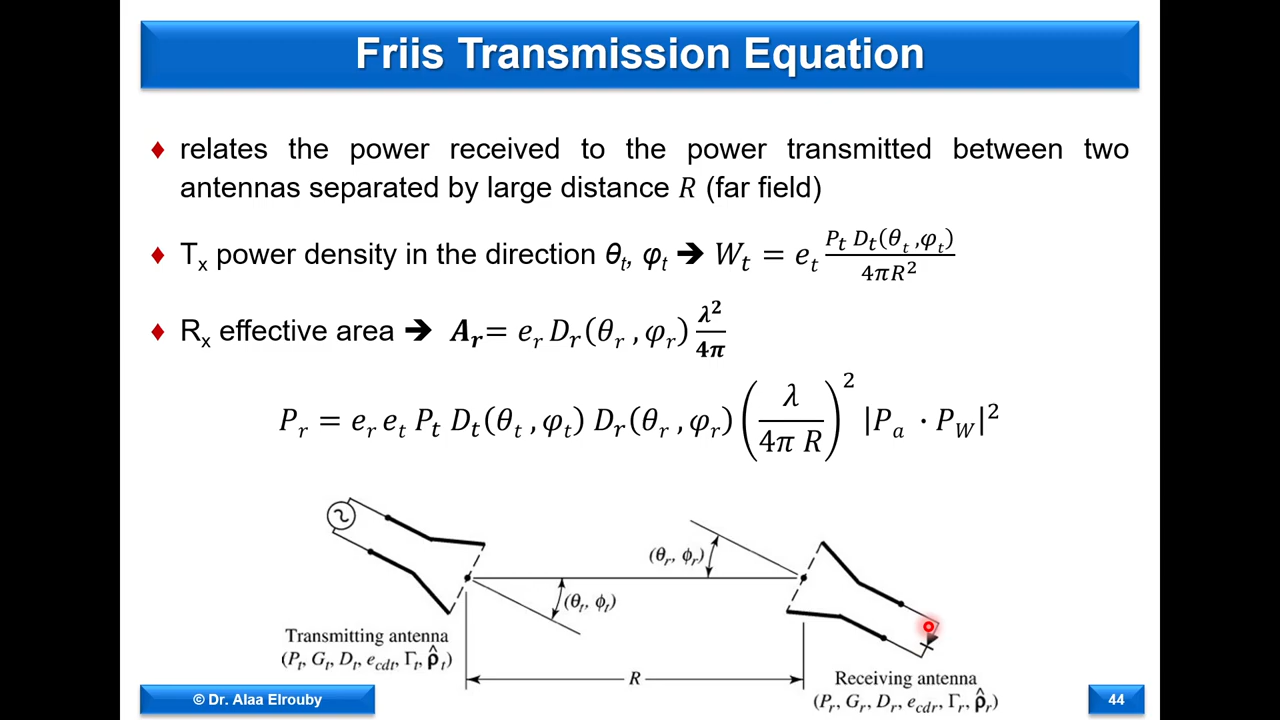 Friis Transmission Equation
♦ relates the power received to the power transmitted between two
antennas separated by large distance R (far field)
♦ Tₓ power density in the direction θₜ, φₜ ➔ Wₜ = eₜ Pₜ Dₜ(θₜ ,φₜ) / 4πR²
♦ Rₓ effective area ➔ Aᵣ= eᵣ Dᵣ(θᵣ ,φᵣ) λ² / 4π
Pᵣ = eᵣ eₜ Pₜ Dₜ(θₜ ,φₜ) Dᵣ(θᵣ ,φᵣ) (λ / 4π R)² |Pₐ · P_W|²
(θᵣ, ϕᵣ)
(θₜ, ϕₜ)
Transmitting antenna
(Pₜ, Gₜ, Dₜ, e_cdt, Γₜ, ρ̂ₜ)
R
Receiving antenna
(Pᵣ, Gᵣ, Dᵣ, e_cdr, Γᵣ, ρ̂ᵣ)
© Dr. Alaa Elrouby
44